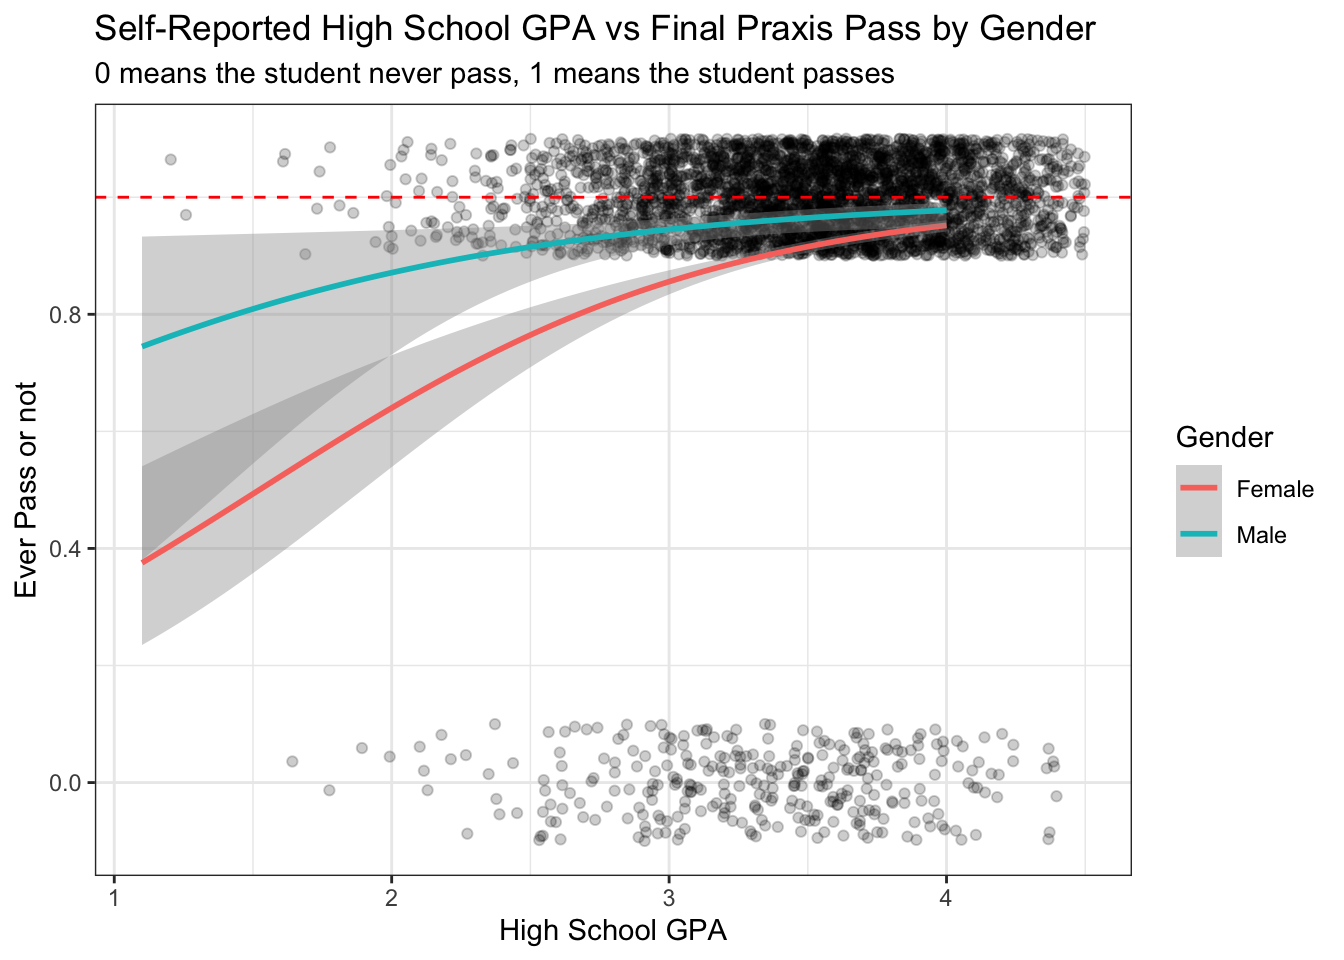 Self-Reported High School GPA vs Final Praxis Pass by Gender
0 means the student never pass, 1 means the student passes
Ever Pass or not
0.8
0.4
0.0
1
2
3
4
High School GPA
Gender
Female
Male